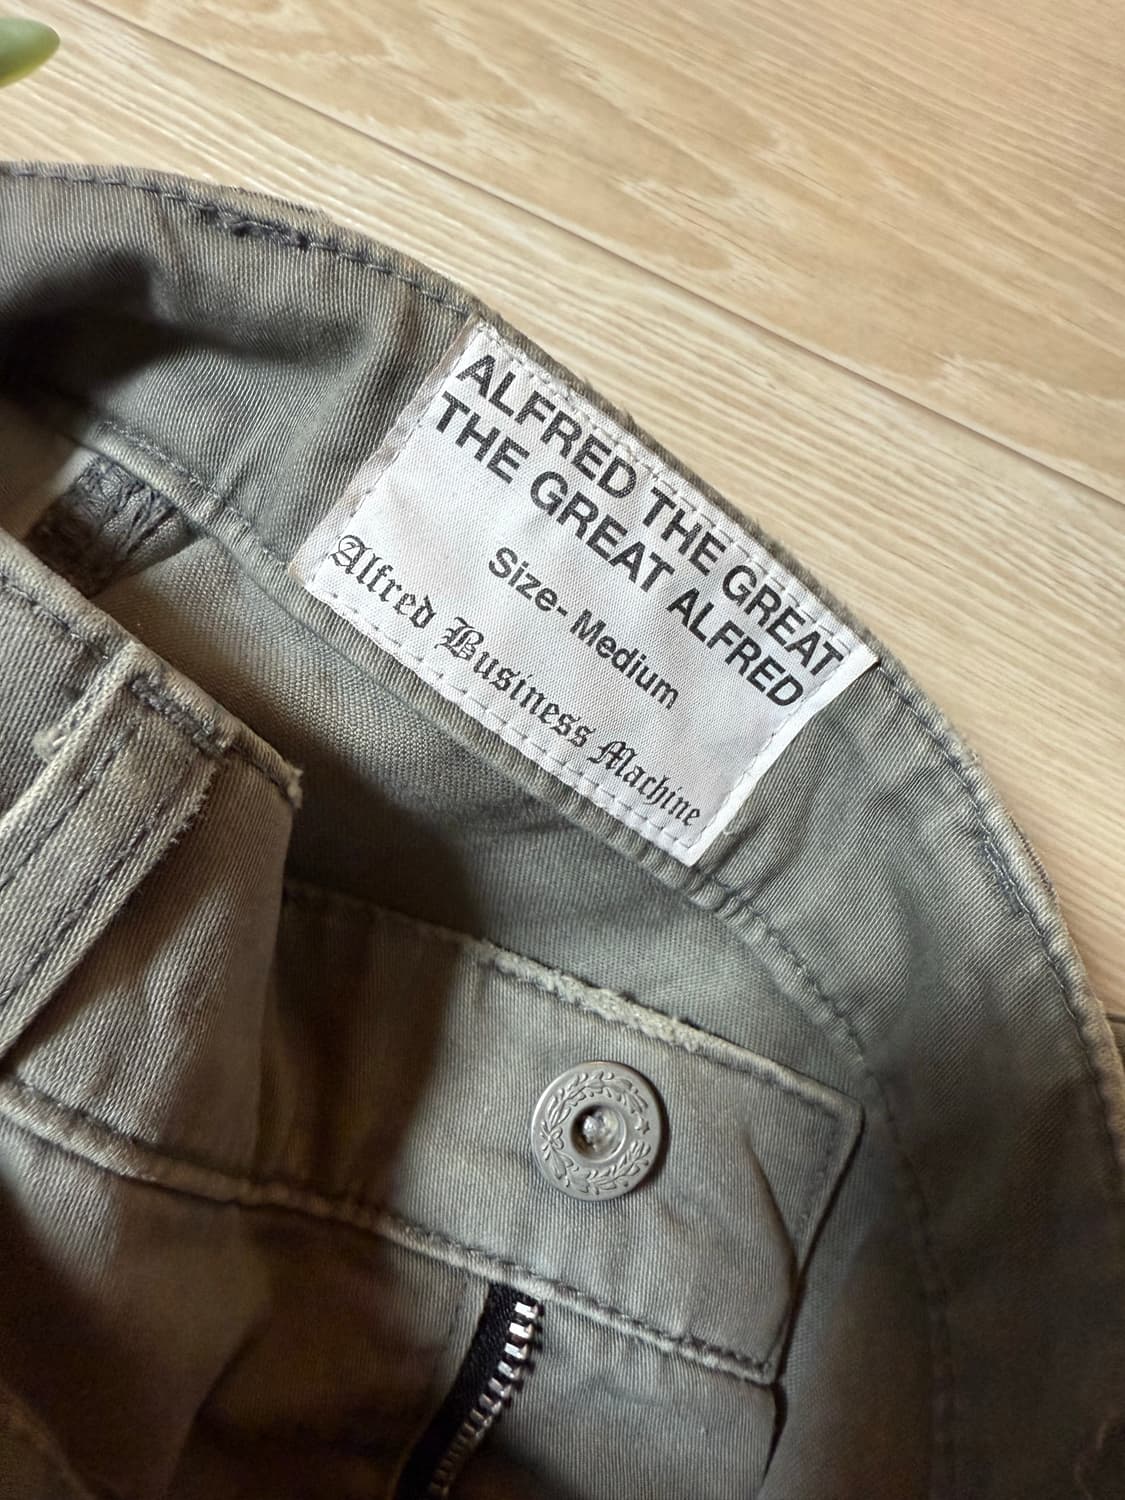 ALFRED THE GREAT
THE GREAT ALFRED
Size- Medium
Alfred Business Machine